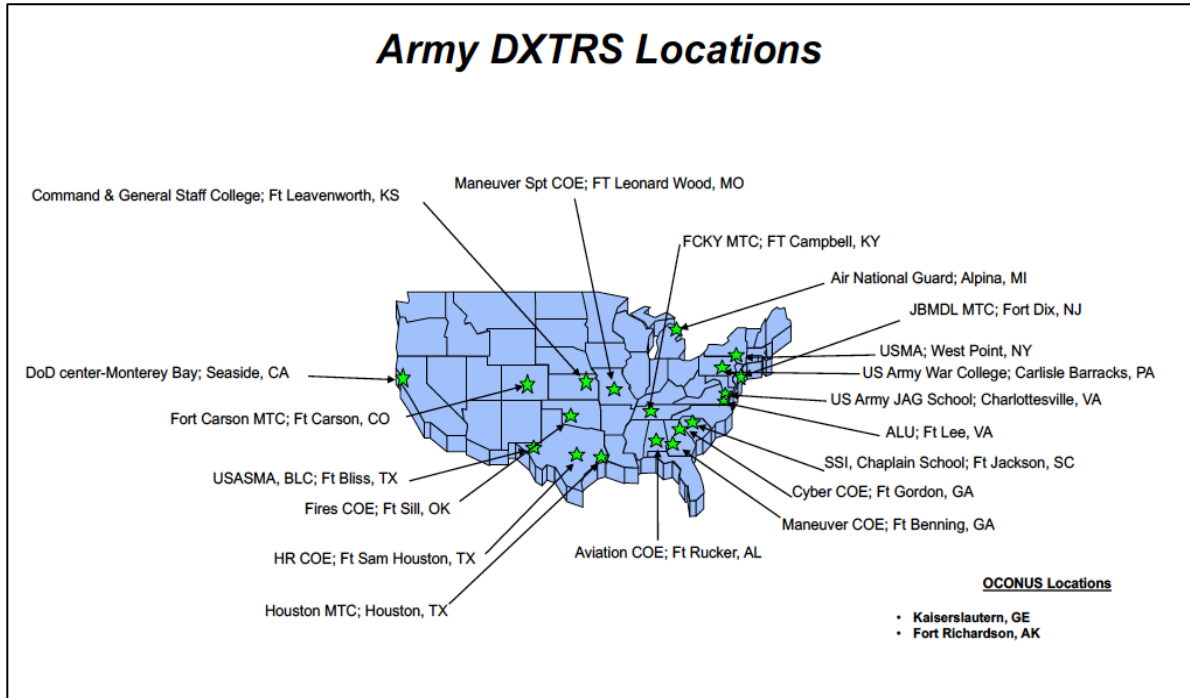 Army DXTRS Locations
Maneuver Spt COE; FT Leonard Wood, MO
Command & General Staff College; Ft Leavenworth, KS
FCKY MTC; FT Campbell, KY
Air National Guard; Alpina, MI
JBMDL MTC; Fort Dix, NJ
USMA; West Point, NY
DoD center-Monterey Bay; Seaside, CA
US Army War College; Carlisle Barracks, PA
US Army JAG School; Charlottesville, VA
Fort Carson MTC; Ft Carson, CO
ALU; Ft Lee, VA
SSI, Chaplain School; Ft Jackson, SC
USASMA, BLC; Ft Bliss, TX
Cyber COE; Ft Gordon, GA
Fires COE; Ft Sill, OK
Maneuver COE; Ft Benning, GA
HR COE; Ft Sam Houston, TX
Aviation COE; Ft Rucker, AL
Houston MTC; Houston, TX
OCONUS Locations
• Kaiserslautern, GE
• Fort Richardson, AK